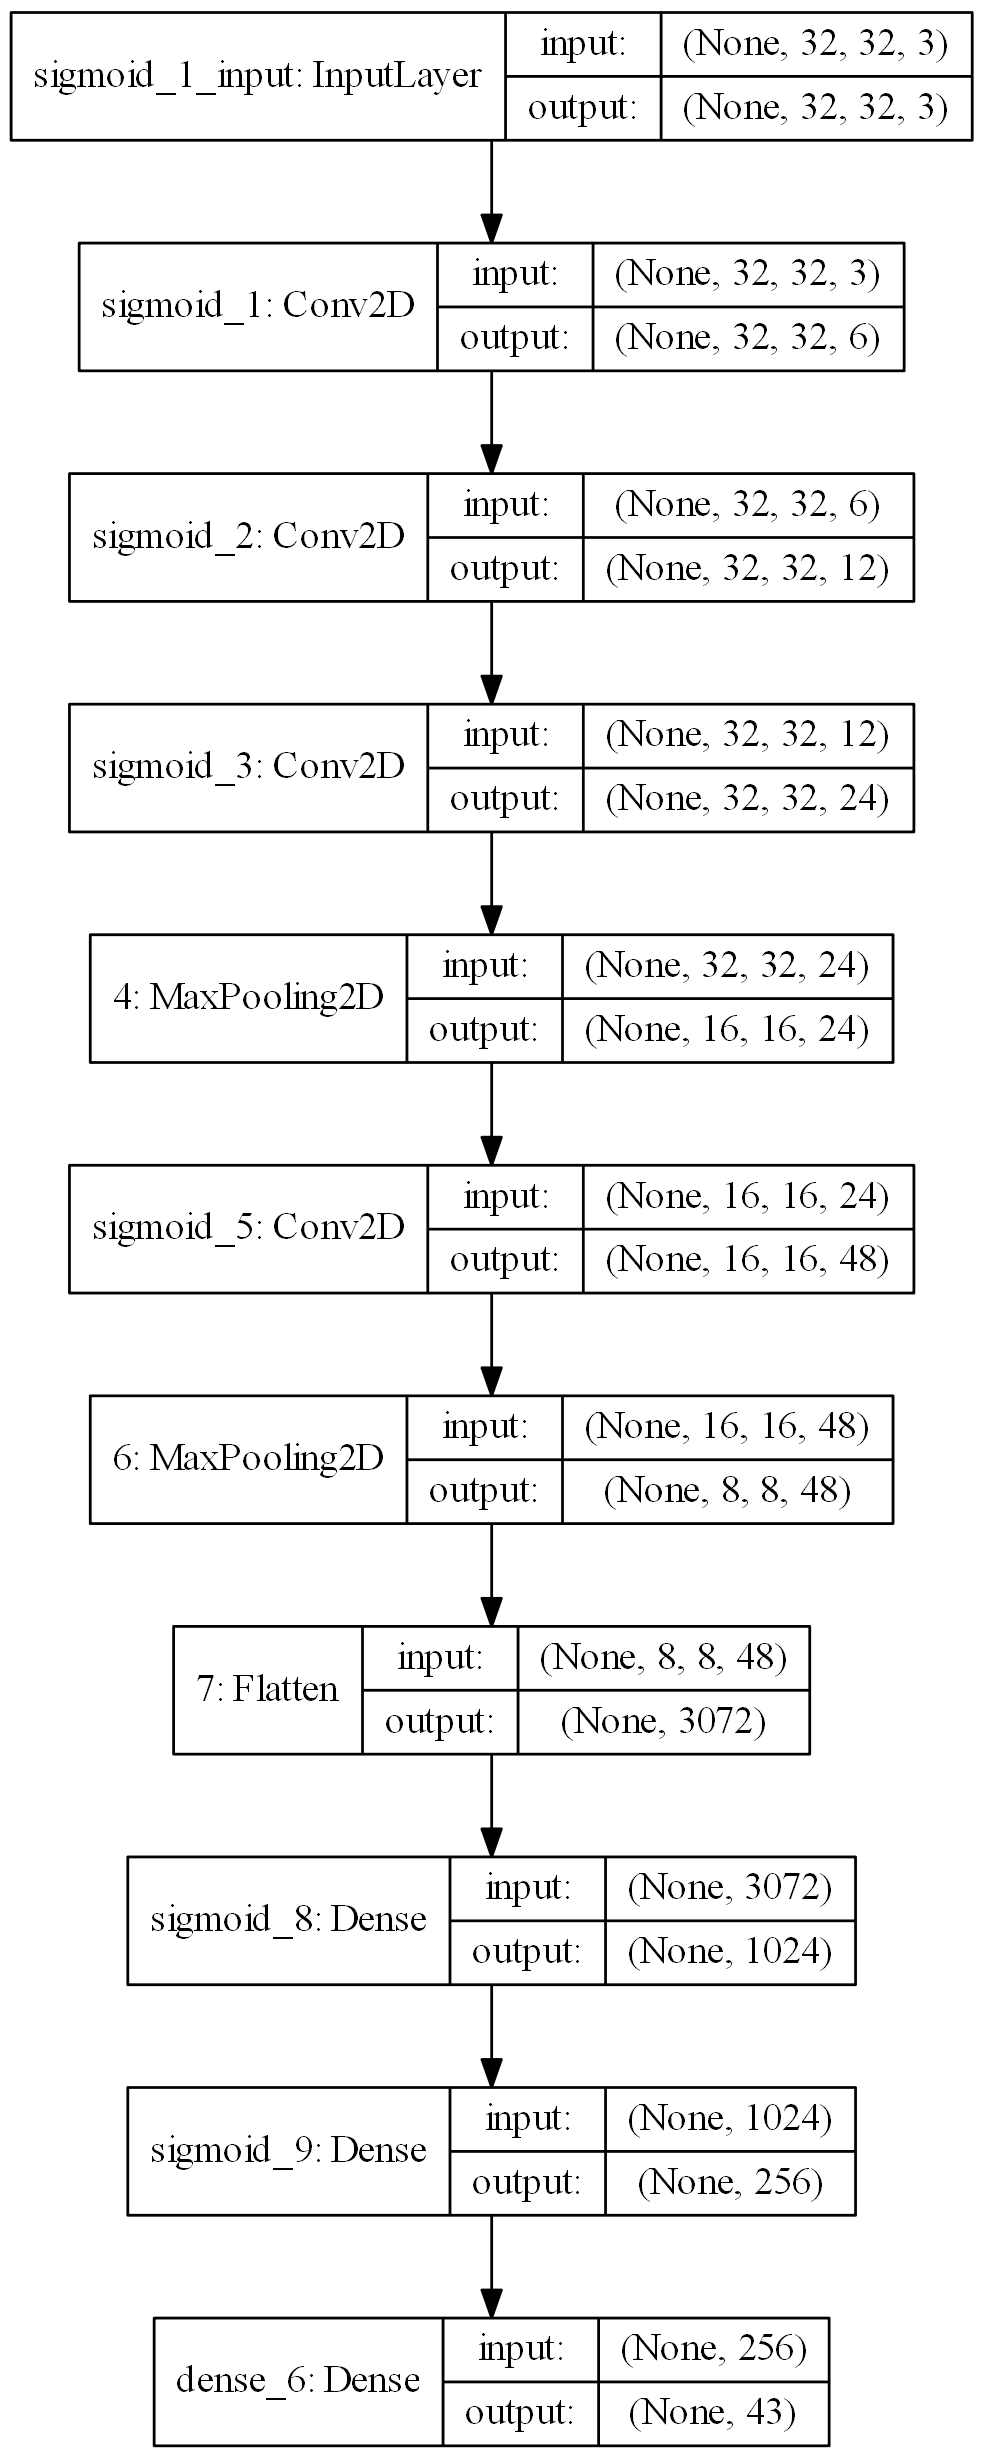 sigmoid_1_input: InputLayer
input: (None, 32, 32, 3)
output: (None, 32, 32, 3)
sigmoid_1: Conv2D
input: (None, 32, 32, 3)
output: (None, 32, 32, 6)
sigmoid_2: Conv2D
input: (None, 32, 32, 6)
output: (None, 32, 32, 12)
sigmoid_3: Conv2D
input: (None, 32, 32, 12)
output: (None, 32, 32, 24)
4: MaxPooling2D
input: (None, 32, 32, 24)
output: (None, 16, 16, 24)
sigmoid_5: Conv2D
input: (None, 16, 16, 24)
output: (None, 16, 16, 48)
6: MaxPooling2D
input: (None, 16, 16, 48)
output: (None, 8, 8, 48)
7: Flatten
input: (None, 8, 8, 48)
output: (None, 3072)
sigmoid_8: Dense
input: (None, 3072)
output: (None, 1024)
sigmoid_9: Dense
input: (None, 1024)
output: (None, 256)
dense_6: Dense
input: (None, 256)
output: (None, 43)